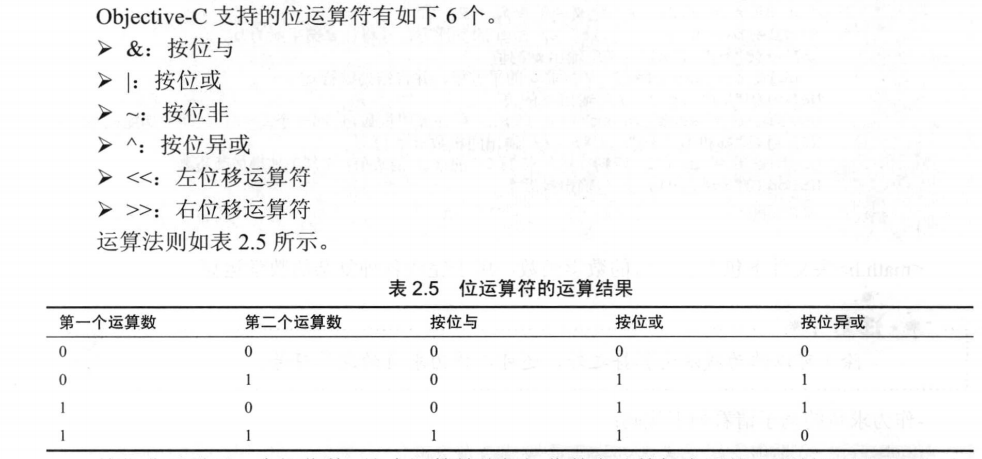 Objective-C 支持的位运算符有如下 6 个。
➢ &：按位与
➢ |：按位或
➢ ~：按位非
➢ ^：按位异或
➢ <<：左位移运算符
➢ >>：右位移运算符
运算法则如表 2.5 所示。
表 2.5 位运算符的运算结果
第一个运算数 第二个运算数 按位与 按位或 按位异或
0 0 0 0 0
0 1 0 1 1
1 0 0 1 1
1 1 1 1 0